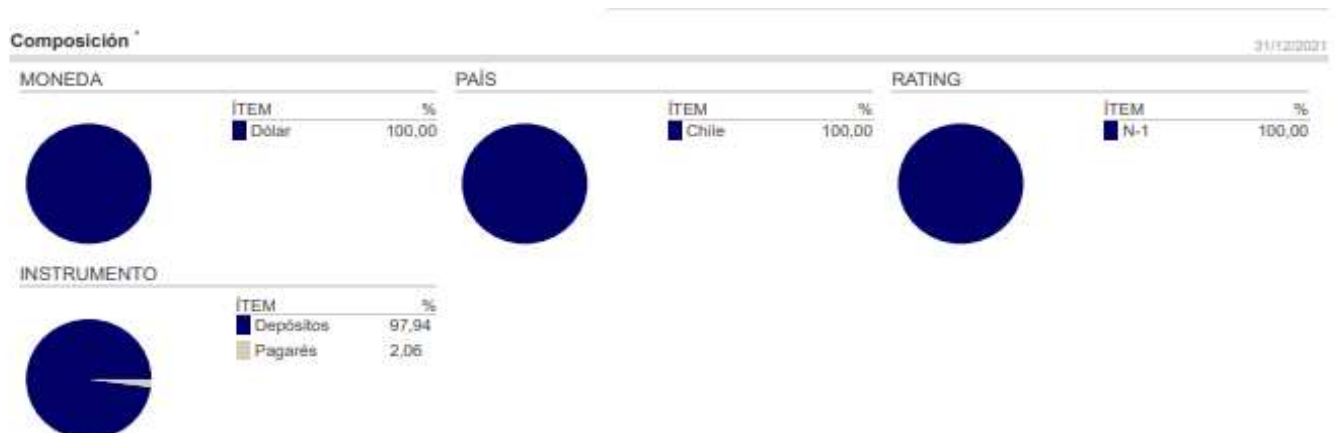 Composición *
31/12/2021
MONEDA
ÍTEM %
Dólar 100,00
PAÍS
ÍTEM %
Chile 100,00
RATING
ÍTEM %
N-1 100,00
INSTRUMENTO
ÍTEM %
Depósitos 97,94
Pagarés 2,06